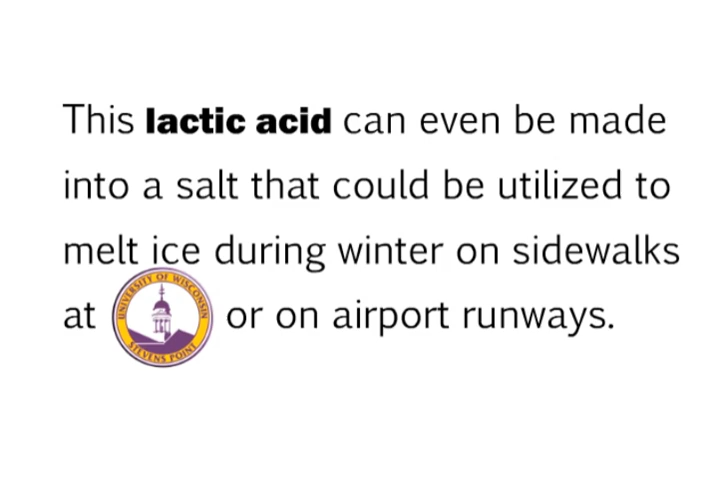 This lactic acid can even be made
into a salt that could be utilized to
melt ice during winter on sidewalks
at UNIVERSITY OF WISCONSIN STEVENS POINT or on airport runways.